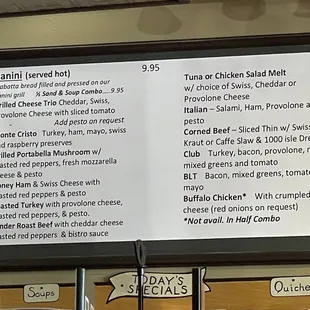 anini (served hot) 9.95
abatta bread filled and pressed on our
anini grill ½ Sand & Soup Combo....9.95
rilled Cheese Trio Cheddar, Swiss,
Provolone Cheese with sliced tomato
- Add pesto on request
onte Cristo Turkey, ham, mayo, swiss
nd raspberry preserves
rilled Portabella Mushroom w/
asted red peppers, fresh mozzarella
eese & pesto
oney Ham & Swiss Cheese with
asted red peppers & pesto
asted Turkey with provolone cheese,
asted red peppers, & pesto.
nder Roast Beef with cheddar cheese
asted red peppers & bistro sauce
Tuna or Chicken Salad Melt
w/ choice of Swiss, Cheddar or
Provolone Cheese
Italian – Salami, Ham, Provolone a
pesto
Corned Beef – Sliced Thin w/ Swiss
Kraut or Caffe Slaw & 1000 isle Dre
Club Turkey, bacon, provolone, r
mixed greens and tomato
BLT Bacon, mixed greens, tomato
mayo
Buffalo Chicken* With crumbled
cheese (red onions on request)
*Not avail. In Half Combo
Soups
TODAY'S
SPECIALS
Quiche